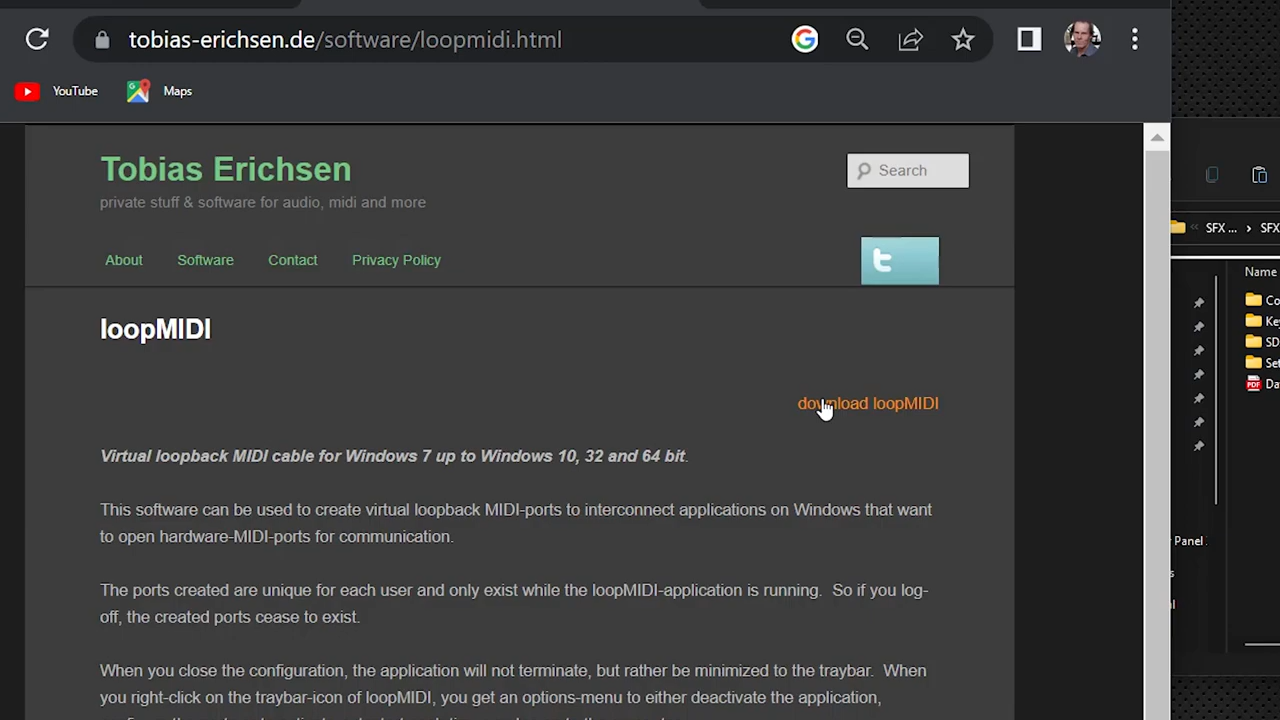 tobias-erichsen.de/software/loopmidi.html
YouTube
Maps
Tobias Erichsen
Search
private stuff & software for audio, midi and more
About
Software
Contact
Privacy Policy
loopMIDI
download loopMIDI
Virtual loopback MIDI cable for Windows 7 up to Windows 10, 32 and 64 bit.
This software can be used to create virtual loopback MIDI-ports to interconnect applications on Windows that want
to open hardware-MIDI-ports for communication.
The ports created are unique for each user and only exist while the loopMIDI-application is running.  So if you log-
off, the created ports cease to exist.
When you close the configuration, the application will not terminate, but rather be minimized to the traybar.  When
you right-click on the traybar-icon of loopMIDI, you get an options-menu to either deactivate the application,
« SFX ... › SFX
Name
Co
Key
SD
Set
PDF Da
Panel